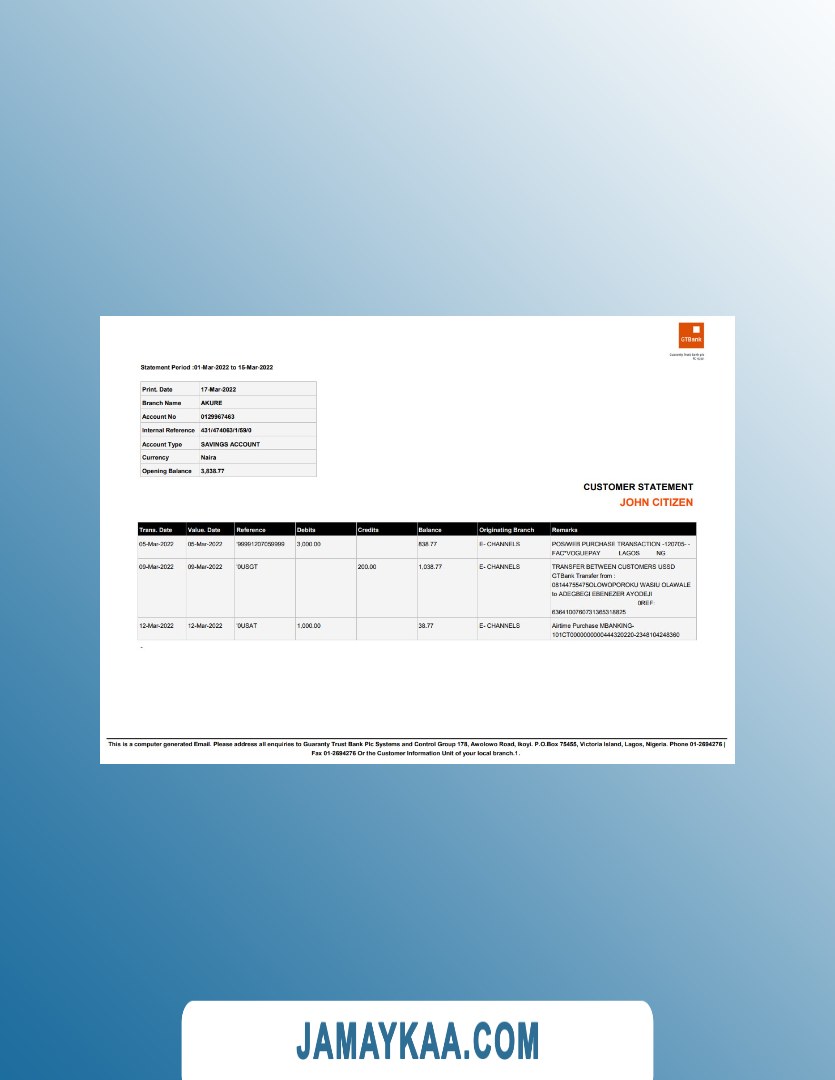 GTBank
Guaranty Trust Bank plc
Statement Period :01-Mar-2022 to 15-Mar-2022
Print. Date 17-Mar-2022
Branch Name AKURE
Account No 0129967463
Internal Reference 431/474063/1/59/0
Account Type SAVINGS ACCOUNT
Currency Naira
Opening Balance 3,838.77
CUSTOMER STATEMENT
JOHN CITIZEN
Trans. Date Value. Date Reference Debits Credits Balance Originating Branch Remarks
05-Mar-2022 05-Mar-2022 '99991207059999 3,000.00 838.77 E- CHANNELS POS/WEB PURCHASE TRANSACTION -120705- -
FAC*VOGUEPAY LAGOS NG
09-Mar-2022 09-Mar-2022 '0USGT 200.00 1,038.77 E- CHANNELS TRANSFER BETWEEN CUSTOMERS USSD
GTBank Transfer from :
08144755475OLOWOPOROKU WASIU OLAWALE
to ADEGBEGI EBENEZER AYODEJI
0REF:
6364100780731365318825
12-Mar-2022 12-Mar-2022 '0USAT 1,000.00 38.77 E- CHANNELS Airtime Purchase MBANKING-
101CT0000000000444320220-2348104248360
-
This is a computer generated Email. Please address all enquiries to Guaranty Trust Bank Plc Systems and Control Group 178, Awolowo Road, Ikoyi. P.O.Box 75455, Victoria Island, Lagos, Nigeria. Phone 01-2694276 |
Fax 01-2694276 Or the Customer Information Unit of your local branch.1 .
JAMAYKAA.COM